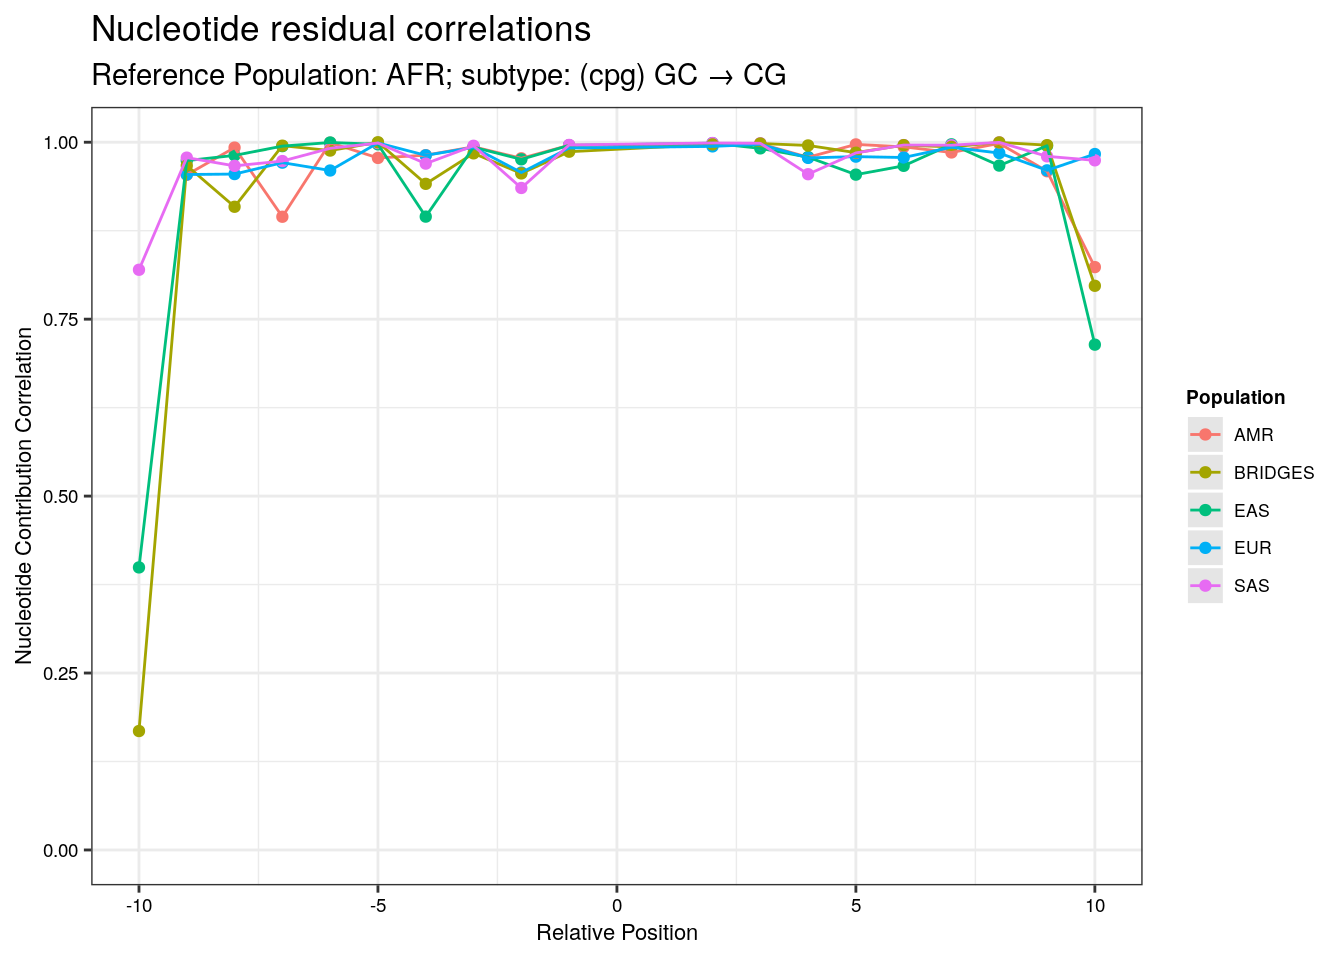 Nucleotide residual correlations
Reference Population: AFR; subtype: (cpg) GC → CG
Nucleotide Contribution Correlation
1.00
0.75
0.50
0.25
0.00
-10
-5
0
5
10
Relative Position
Population
AMR
BRIDGES
EAS
EUR
SAS